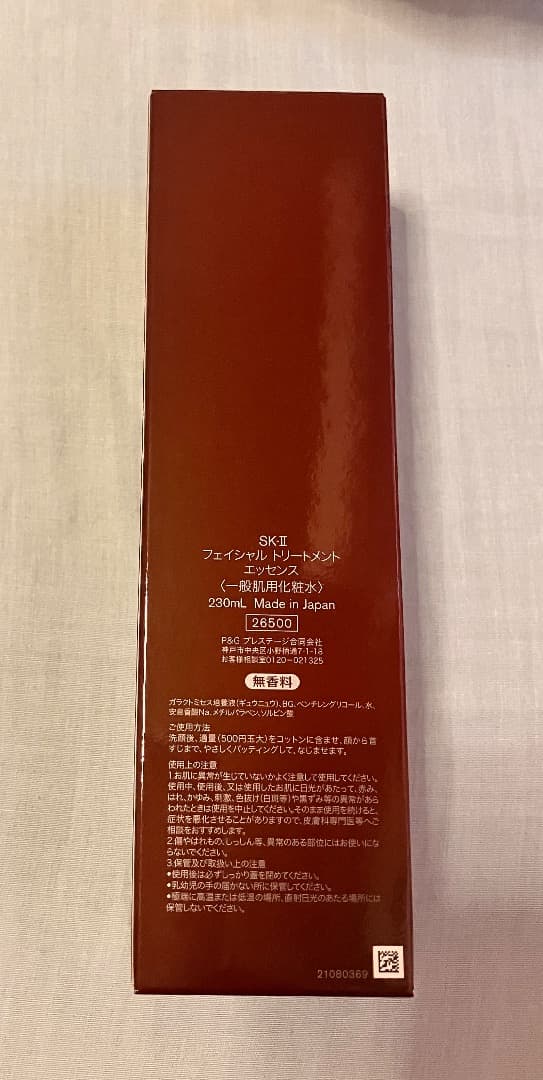 SK-II
フェイシャル トリートメント
エッセンス
〈一般肌用化粧水〉
230mL Made in Japan
26500
P&G プレステージ合同会社
神戸市中央区小野柄通7-1-18
お客様相談室0120-021325
無香料
ガラクトミセス培養液(ギュウニュウ)、BG、ペンチレングリコール、水、
安息香酸Na、メチルパラベン、ソルビン酸
ご使用方法
洗顔後、適量(500円玉大)をコットンに含ませ、顔から首
すじまで、やさしくパッティングして、なじませます。
使用上の注意
1.お肌に異常が生じていないかよく注意して使用してください。
使用中、使用後、又は使用したお肌に日光があたって、赤み、
はれ、かゆみ、刺激、色抜け(白斑等)や黒ずみ等の異常があら
われたときは使用を中止してください。そのまま使用を続けると、
症状を悪化させることがありますので、皮膚科専門医等へご
相談をおすすめします。
2.傷やはれもの、しっしん等、異常のある部位にはお使いにな
らないでください。
3.保管及び取扱い上の注意
●使用後は必ずしっかり蓋を閉めてください。
●乳幼児の手の届かない所に保管してください。
●極端に高温または低温の場所、直射日光のあたる場所には
保管しないでください。
21080369